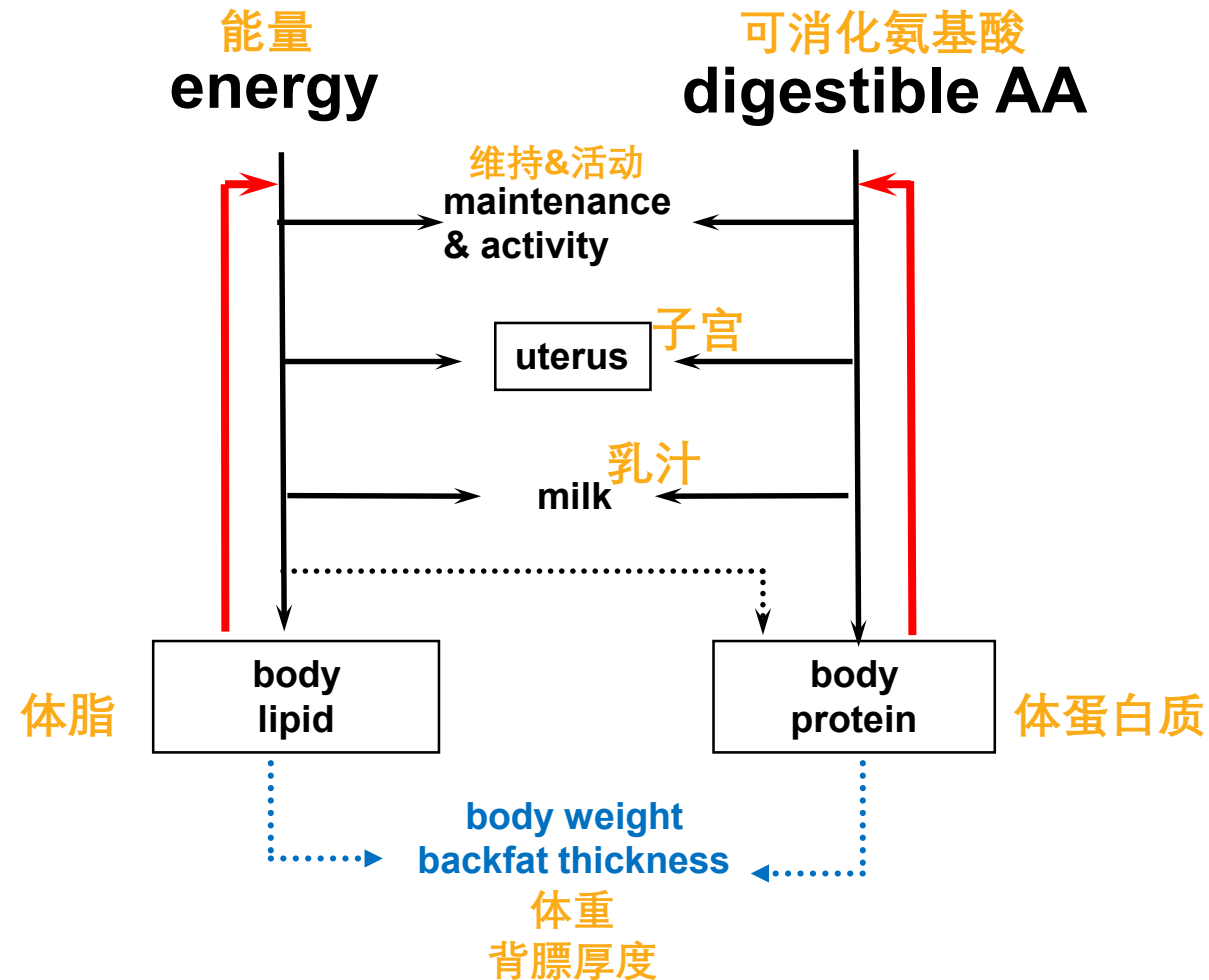 能量
energy
可消化氨基酸
digestible AA
维持&活动
maintenance
& activity
子宫
uterus
乳汁
milk
body
lipid
体脂
body
protein
体蛋白质
body weight
backfat thickness
体重
背膘厚度